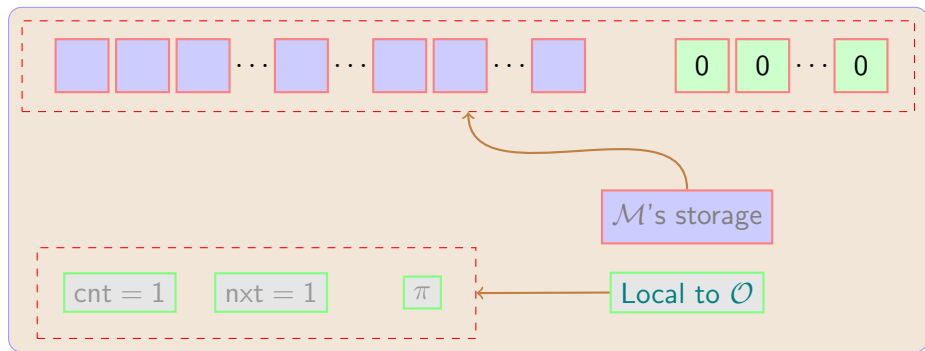 ··· ··· ··· 0 0 ··· 0
𝓜's storage
cnt = 1 nxt = 1 π Local to 𝓞